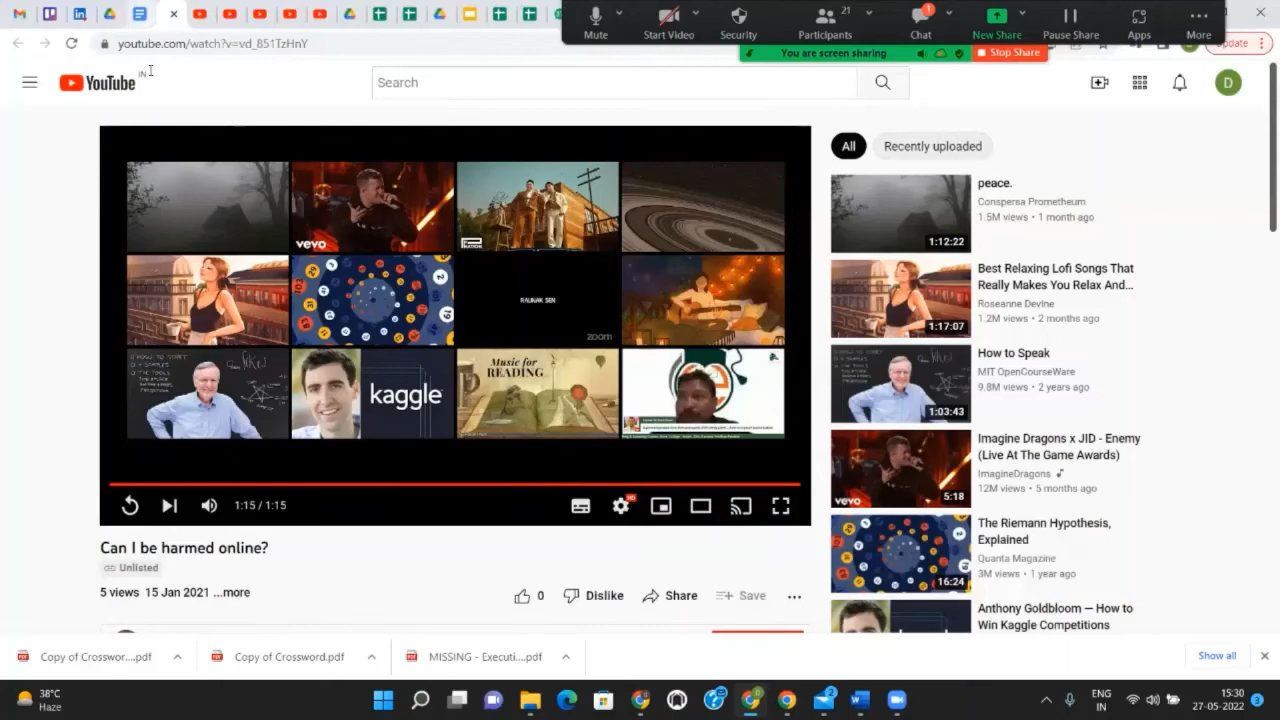 21
1
Mute
Start Video
Security
Participants
Chat
New Share
Pause Share
Apps
More
youtube.com/watch?v=vd_851TzHnY
You are screen sharing
Stop Share
Update
YouTube
IN
Search
D
vevo
RAUNAK SEN
zoom
Music for
READING
kaggle
1:15 / 1:15
HD
Can I be harmed online?
Unlisted
5 views 15 Jan 2021 ...more
0
Dislike
Share
Save
All
Recently uploaded
peace.
Conspersa Prometheum
1.5M views • 1 month ago
1:12:22
Best Relaxing Lofi Songs That
Really Makes You Relax And...
Roseanne Devine
1.2M views • 2 months ago
1:17:07
How to Speak
MIT OpenCourseWare
9.8M views • 2 years ago
1:03:43
Imagine Dragons x JID - Enemy
(Live At The Game Awards)
ImagineDragons
12M views • 5 months ago
vevo
5:18
The Riemann Hypothesis,
Explained
Quanta Magazine
3M views • 1 year ago
16:24
Anthony Goldbloom — How to
Win Kaggle Competitions
Copy of Crosswor....pdf
Copy of Crossword.pdf
MISSING - Executi....pdf
Show all
38°C
Haze
2
ENG
IN
15:30
27-05-2022
3